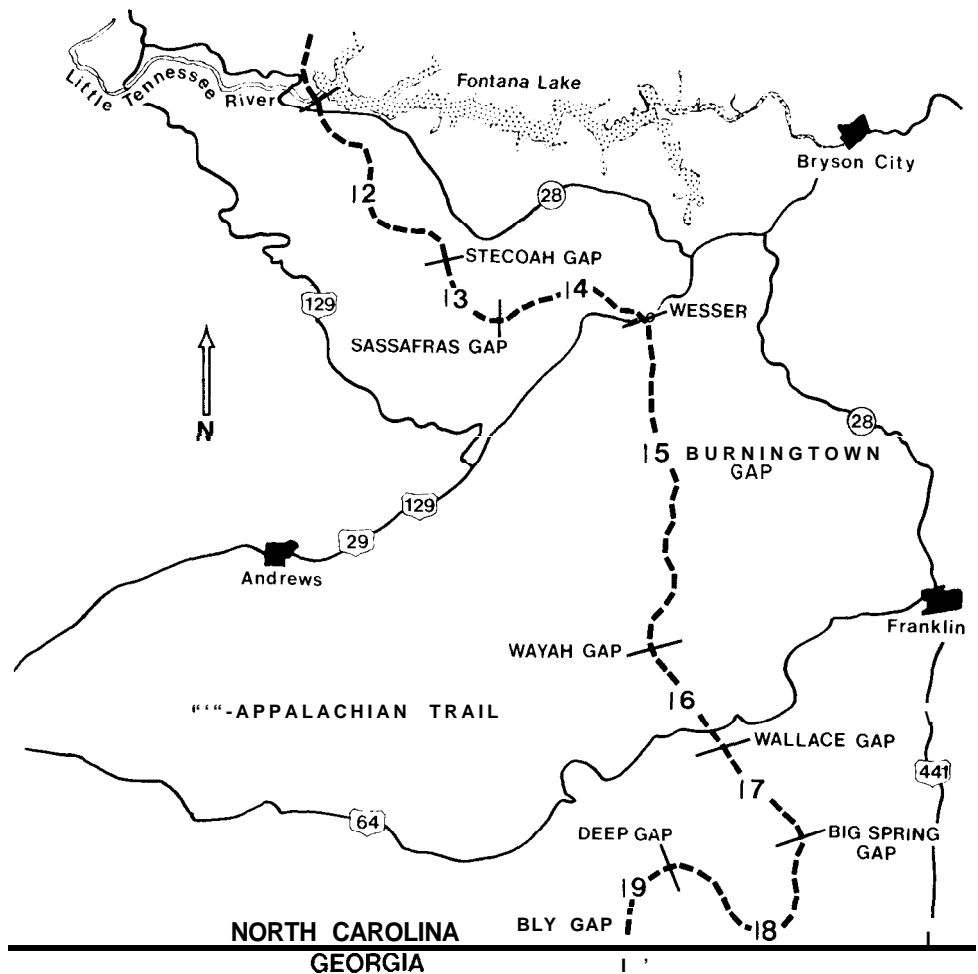 Little Tennessee River
Fontana Lake
Bryson City
12
28
STECOAH GAP
13
14
129
WESSER
SASSAFRAS GAP
N
28
15
BURNINGTOWN
GAP
129
29
Andrews
Franklin
WAYAH GAP
16
"'"-APPALACHIAN TRAIL
WALLACE GAP
441
17
64
DEEP GAP
BIG SPRING
GAP
19
BLY GAP
18
NORTH CAROLINA
GEORGIA